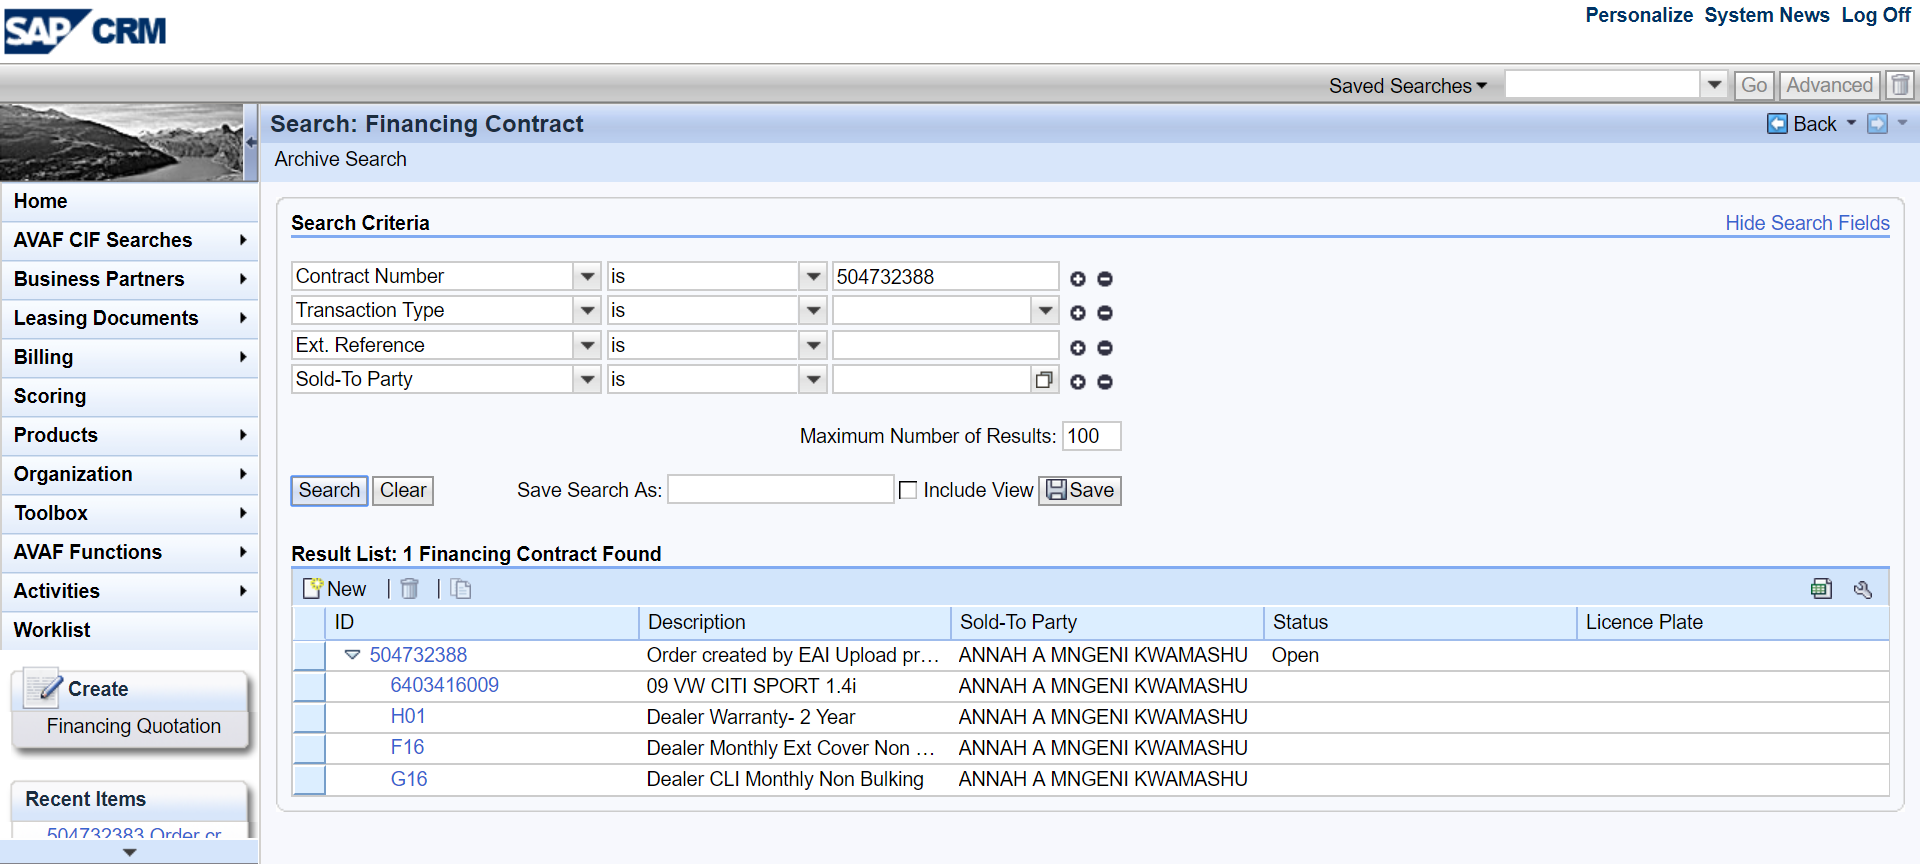 SAP CRM
Personalize System News Log Off
Saved Searches Go Advanced
Search: Financing Contract
Back
Archive Search
Home
AVAF CIF Searches
Business Partners
Leasing Documents
Billing
Scoring
Products
Organization
Toolbox
AVAF Functions
Activities
Worklist
Create
Financing Quotation
Recent Items
504732383 Order cr
Search Criteria
Hide Search Fields
Contract Number is 504732388
Transaction Type is
Ext. Reference is
Sold-To Party is
Maximum Number of Results: 100
Search Clear Save Search As: Include View Save
Result List: 1 Financing Contract Found
New
ID Description Sold-To Party Status Licence Plate
504732388 Order created by EAI Upload pr... ANNAH A MNGENI KWAMASHU Open
6403416009 09 VW CITI SPORT 1.4i ANNAH A MNGENI KWAMASHU
H01 Dealer Warranty- 2 Year ANNAH A MNGENI KWAMASHU
F16 Dealer Monthly Ext Cover Non ... ANNAH A MNGENI KWAMASHU
G16 Dealer CLI Monthly Non Bulking ANNAH A MNGENI KWAMASHU